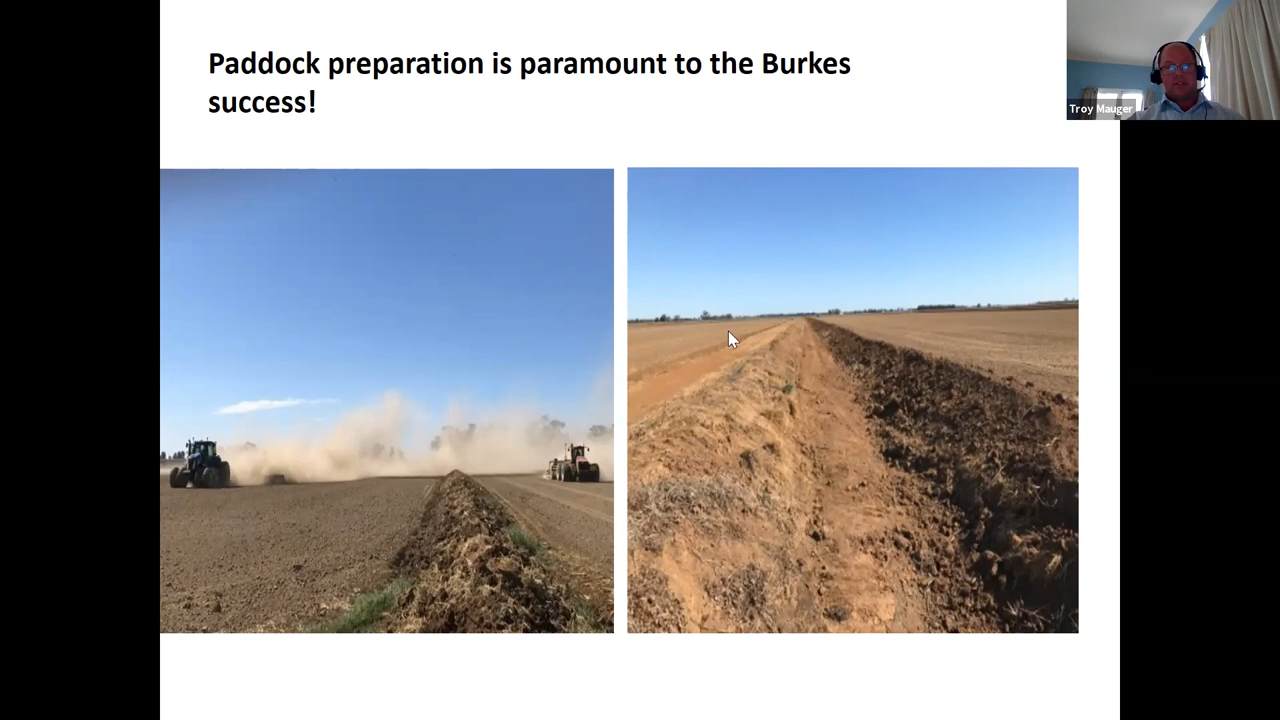 Paddock preparation is paramount to the Burkes
success!
Troy Mauger